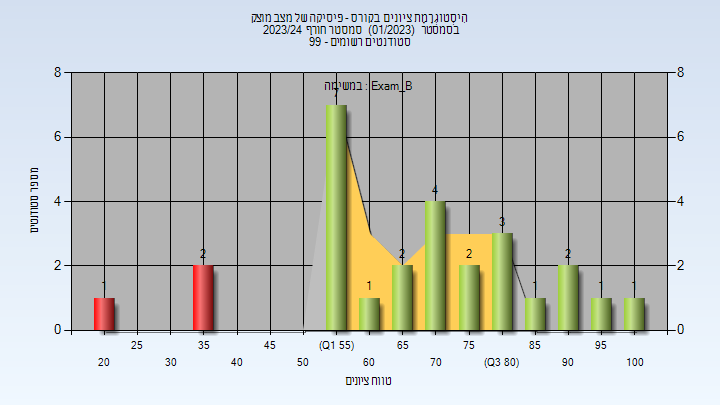 היסטוגרמת ציונים בקורס - פיסיקה של מצב מוצק
בסמסטר (01/2023) סמסטר חורף 2023/24
סטודנטים רשומים - 99
במשימה : Exam_B
8 8
7
6 6
4 4
4
3
2 2
2 2 2 2
1 1 1 1 1
0 0
25 35 45 (Q1 55) 65 75 85 95
20 30 40 50 60 70 (Q3 80) 90 100
טווח ציונים
מספר סטודנטים